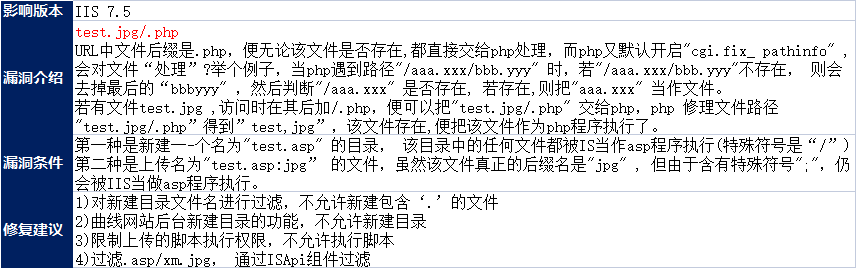 影响版本 IIS 7.5
test.jpg/.php
URL中文件后缀是.php，便无论该文件是否存在,都直接交给php处理，而php又默认开启"cgi.fix_ pathinfo" ,
会对文件“处理”?举个例子，当php遇到路径"/aaa.xxx/bbb.yyy" 时，若"/aaa.xxx/bbb.yyy"不存在， 则会
漏洞介绍 去掉最后的“bbbyyy" ，然后判断"/aaa.xxx" 是否存在, 若存在,则把"aaa.xxx" 当作文件。
若有文件test.jpg ,访问时在其后加/.php，便可以把"test.jpg/.php" 交给php，php 修理文件路径
"test.jpg/.php”得到” test,jpg”，该文件存在,便把该文件作为php程序执行了。
第一种是新建一-个名为"test.asp" 的目录， 该目录中的任何文件都被IS当作asp程序执行(特殊符号是“/”)
漏洞条件 第二种是上传名为"test.asp:jpg” 的文件，虽然该文件真正的后缀名是"jpg" ，但由于含有特殊符号";"，仍
会被IIS当做asp程序执行。
1)对新建目录文件名进行过滤，不允许新建包含‘.’的文件
2)曲线网站后台新建目录的功能，不允许新建目录
修复建议 3)限制上传的脚本执行权限，不允许执行脚本
4)过滤.asp/xm.jpg， 通过ISApi组件过滤